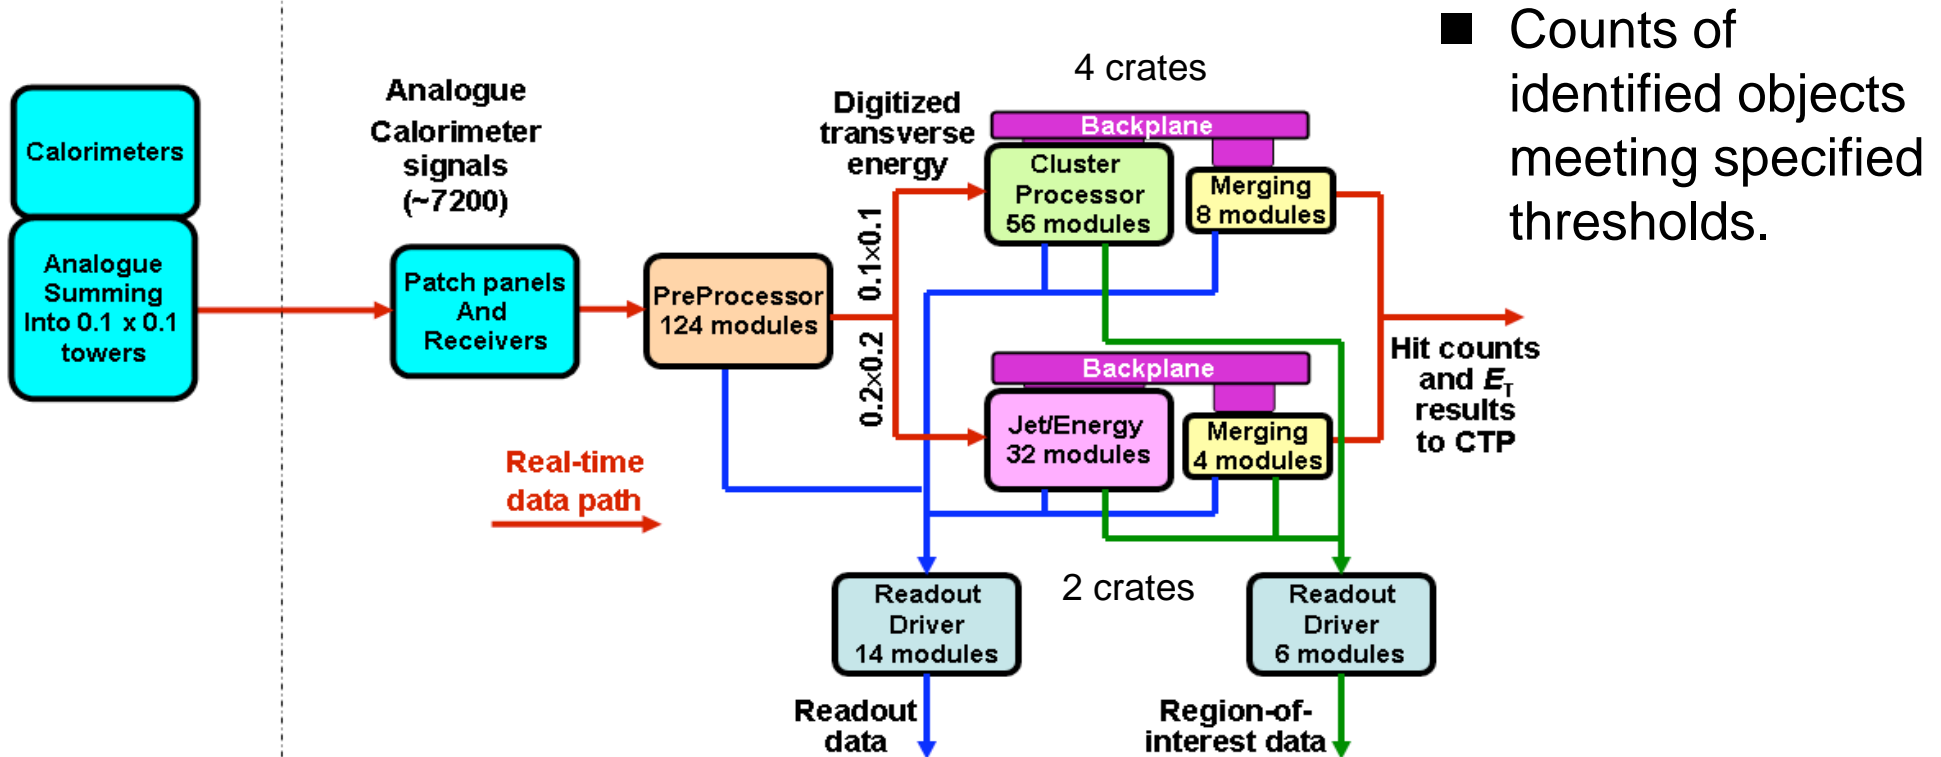 Calorimeters
Analogue
Summing
Into 0.1 x 0.1
towers
Analogue
Calorimeter
signals
(~7200)
Patch panels
And
Receivers
PreProcessor
124 modules
Real-time
data path
Digitized
transverse
energy
0.1×0.1
0.2×0.2
4 crates
Backplane
Cluster
Processor
56 modules
Merging
8 modules
Backplane
Jet/Energy
32 modules
Merging
4 modules
2 crates
Hit counts
and ET
results
to CTP
Readout
Driver
14 modules
Readout
Driver
6 modules
Readout
data
Region-of-
interest data
■ Counts of
identified objects
meeting specified
thresholds.